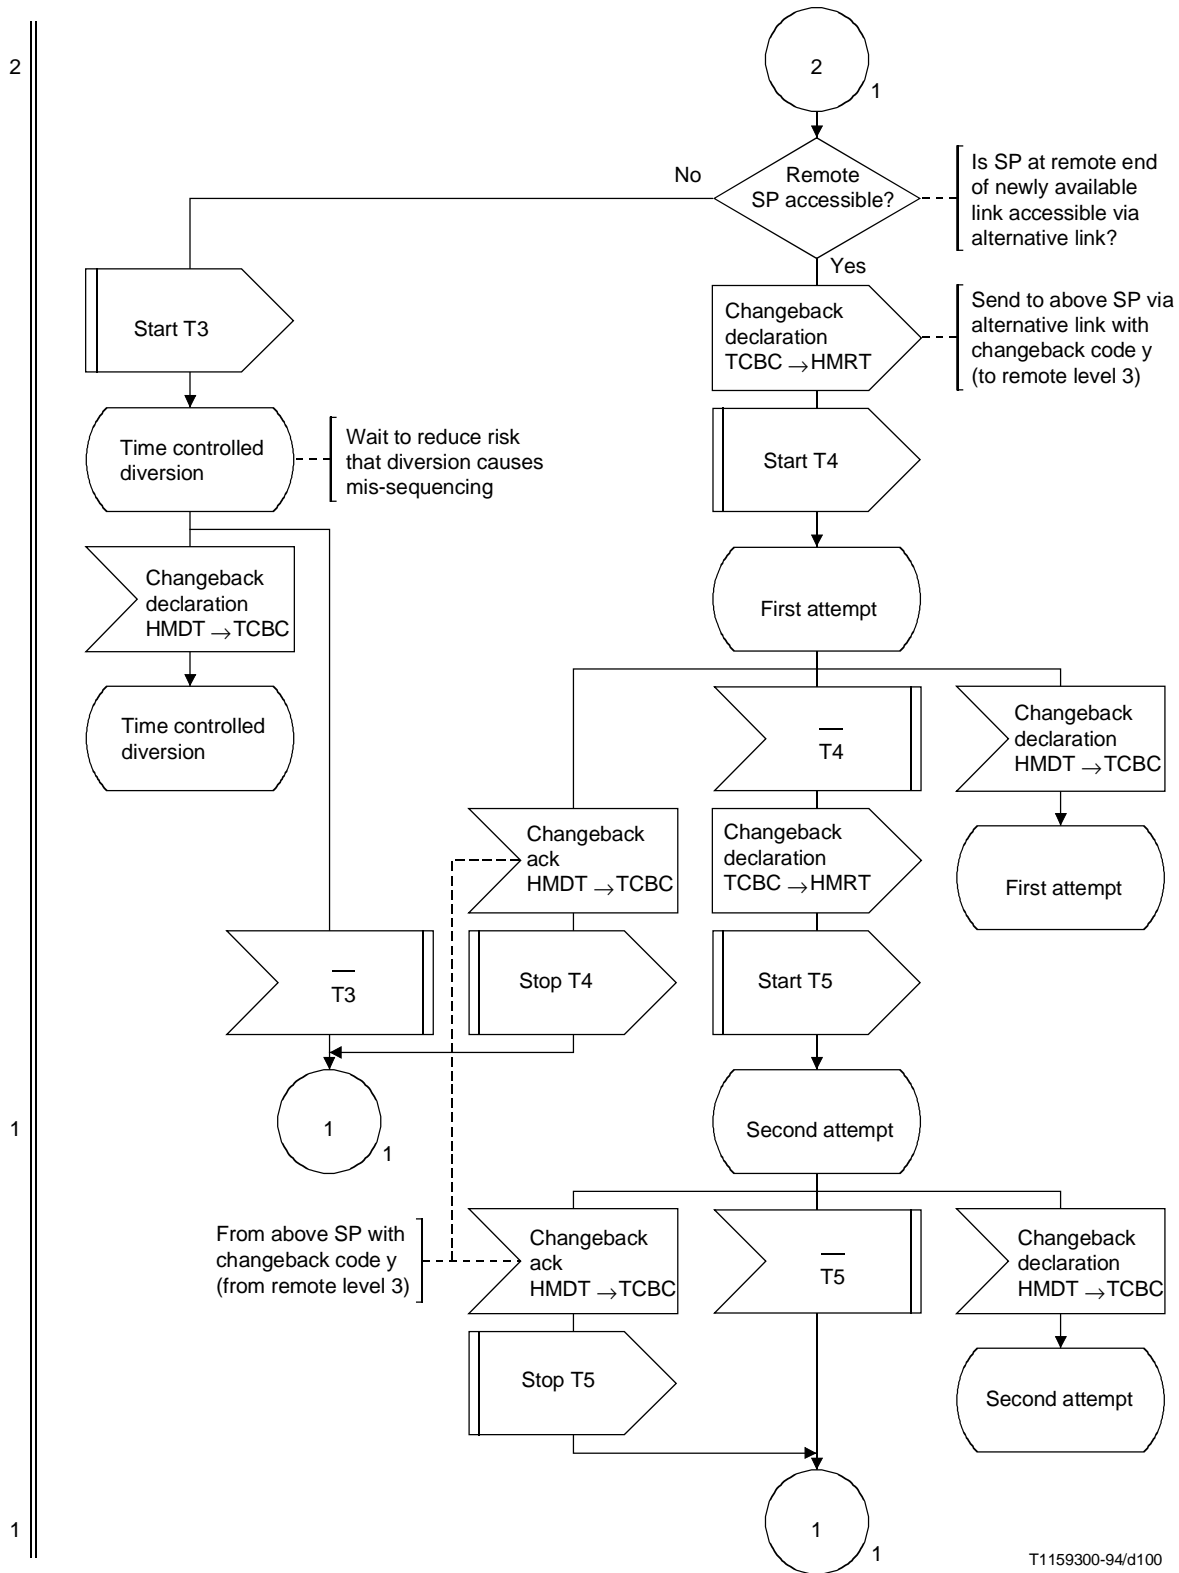 2
2
1
No
Remote
SP accessible?
Is SP at remote end
of newly available
link accessible via
alternative link?
Yes
Start T3
Changeback
declaration
TCBC → HMRT
Send to above SP via
alternative link with
changeback code y
(to remote level 3)
Time controlled
diversion
Wait to reduce risk
that diversion causes
mis-sequencing
Start T4
Changeback
declaration
HMDT → TCBC
First attempt
Time controlled
diversion
T4
Changeback
declaration
HMDT → TCBC
Changeback
ack
HMDT → TCBC
Changeback
declaration
TCBC → HMRT
First attempt
T3
Stop T4
Start T5
1
1
1
Second attempt
From above SP with
changeback code y
(from remote level 3)
Changeback
ack
HMDT → TCBC
T5
Changeback
declaration
HMDT → TCBC
Stop T5
Second attempt
1
1
1
T1159300-94/d100